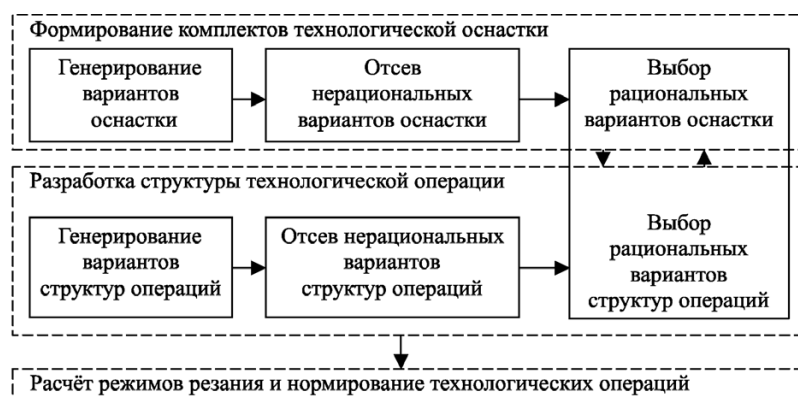 Формирование комплектов технологической оснастки
Генерирование
вариантов
оснастки
Отсев
нерациональных
вариантов оснастки
Выбор
рациональных
вариантов оснастки
Разработка структуры технологической операции
Генерирование
вариантов
структур операций
Отсев нерациональных
вариантов
структур операций
Выбор
рациональных
вариантов
структур операций
Расчёт режимов резания и нормирование технологических операций